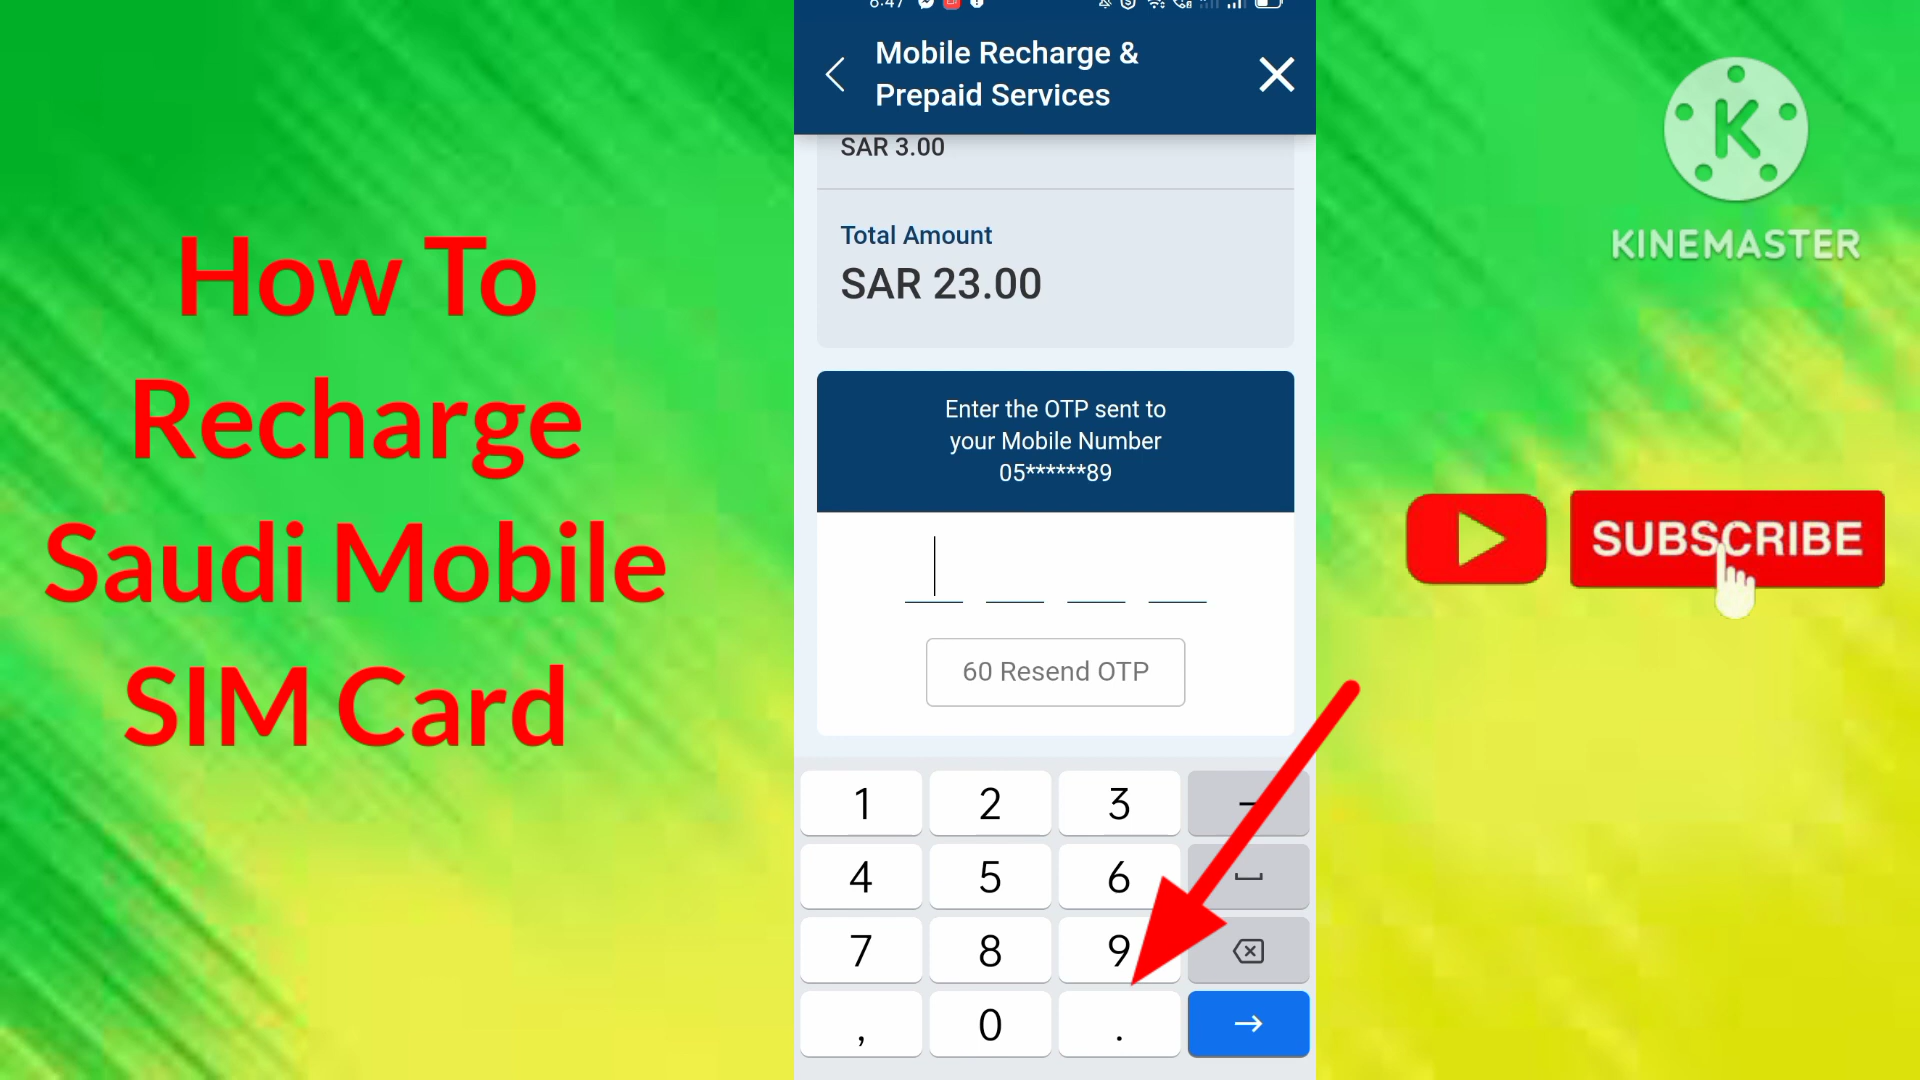 How To
Recharge
Saudi Mobile
SIM Card
6:47
Mobile Recharge &
Prepaid Services
SAR 3.00
Total Amount
SAR 23.00
Enter the OTP sent to
your Mobile Number
05******89
60 Resend OTP
1 2 3 -
4 5 6
7 8 9
, 0 .
K
KINEMASTER
SUBSCRIBE